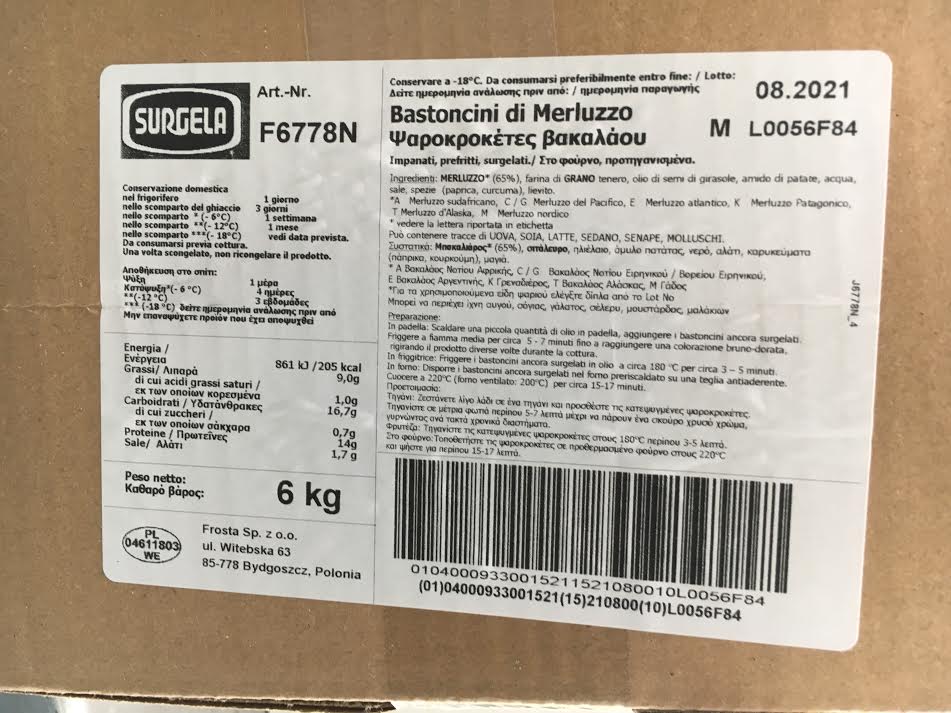 SURGELA
Art.-Nr.
F6778N
Conservazione domestica
nel frigorifero 1 giorno
nello scomparto del ghiaccio 3 giorni
nello scomparto * (- 6°C) 1 settimana
nello scomparto **(- 12°C) 1 mese
nello scomparto ***(- 18°C) vedi data prevista.
Da consumarsi previa cottura.
Una volta scongelato, non ricongelare il prodotto.
Αποθήκευση στο σπίτι:
Ψύξη 1 μέρα
Κατάψυξη*(- 6 °C) 4 ημέρες
**(-12 °C) 3 εβδομάδες
*** (-18 °C) δείτε ημερομηνία ανάλωσης πριν από
Μην επαναψύχετε προϊόν που έχει αποψυχθεί
Energia /
Ενέργεια 861 kJ /205 kcal
Grassi/ Λιπαρά 9,0g
di cui acidi grassi saturi /
εκ των οποίων κορεσμένα 1,0g
Carboidrati / Υδατάνθρακες 16,7g
di cui zuccheri /
εκ των οποίων σάκχαρα 0,7g
Proteine / Πρωτεΐνες 14g
Sale/ Αλάτι 1,7 g
Peso netto:
Καθαρό βάρος:
6 kg
PL
04611803
WE
Frosta Sp. z o.o.
ul. Witebska 63
85-778 Bydgoszcz, Polonia
Conservare a -18°C. Da consumarsi preferibilmente entro fine: / Lotto:
Δείτε ημερομηνία ανάλωσης πριν από: / ημερομηνία παραγωγής
08.2021
Bastoncini di Merluzzo
Ψαροκροκέτες βακαλάου
M L0056F84
Impanati, prefritti, surgelati./ Στο φούρνο, προτηγανισμένα.
Ingredienti: MERLUZZO* (65%), farina di GRANO tenero, olio di semi di girasole, amido di patate, acqua,
sale, spezie (paprica, curcuma), lievito.
*A Merluzzo sudafricano, C / G Merluzzo del Pacifico, E Merluzzo atlantico, K Merluzzo Patagonico,
T Merluzzo d'Alaska, M Merluzzo nordico
* vedere la lettera riportata in etichetta
Può contenere tracce di UOVA, SOIA, LATTE, SEDANO, SENAPE, MOLLUSCHI.
Συστατικά: Μπακαλιάρος* (65%), σιτάλευρο, ηλιέλαιο, άμυλο πατάτας, νερό, αλάτι, καρυκεύματα
(πάπρικα, κουρκούμη), μαγιά.
* A Βακαλάος Νοτίου Αφρικής, C / G Βακαλάος Νοτίου Ειρηνικού / Βορείου Ειρηνικού,
E Βακαλάος Αργεντινής, K Γρεναδιέρος, T Βακαλάος Αλάσκας, M Γάδος
*Για τα χρησιμοποιούμενα είδη ψαριού ελέγξτε δίπλα από το Lot No
Μπορεί να περιέχει ίχνη αυγού, σόγιας, γάλατος, σέλερυ, μουστάρδας, μαλάκιων
Preparazione:
In padella: Scaldare una piccola quantità di olio in padella, aggiungere i bastoncini ancora surgelati.
Friggere a fiamma media per circa 5 - 7 minuti fino a raggiungere una colorazione bruno-dorata,
rigirando il prodotto diverse volte durante la cottura.
In friggitrice: Friggere i bastoncini ancora surgelati in olio a circa 180 °C per circa 3 – 5 minuti.
In forno: Disporre i bastoncini ancora surgelati nel forno preriscaldato su una teglia antiaderente.
Cuocere a 220°C (forno ventilato: 200°C) per circa 15-17 minuti.
Προετοιμασία:
Τηγάνι: Ζεστάνετε λίγο λάδι σε ένα τηγάνι και προσθέστε τις κατεψυγμένες ψαροκροκέτες.
Τηγανίστε σε μέτρια φωτιά περίπου 5-7 λεπτά μέχρι να πάρουν ένα σκούρο χρυσό χρώμα,
γυρνώντας ανά τακτά χρονικά διαστήματα.
Φριτέζα: Τηγανίστε τις κατεψυγμένες ψαροκροκέτες στους 180°C περίπου 3-5 λεπτά.
Στο φούρνο: Τοποθετήστε τις ψαροκροκέτες σε προθερμασμένο φούρνο στους 220°C
και ψήστε για περίπου 15-17 λεπτά.
J6778N_4
01040009330015211521080010L0056F84
(01)04000933001521(15)210800(10)L0056F84